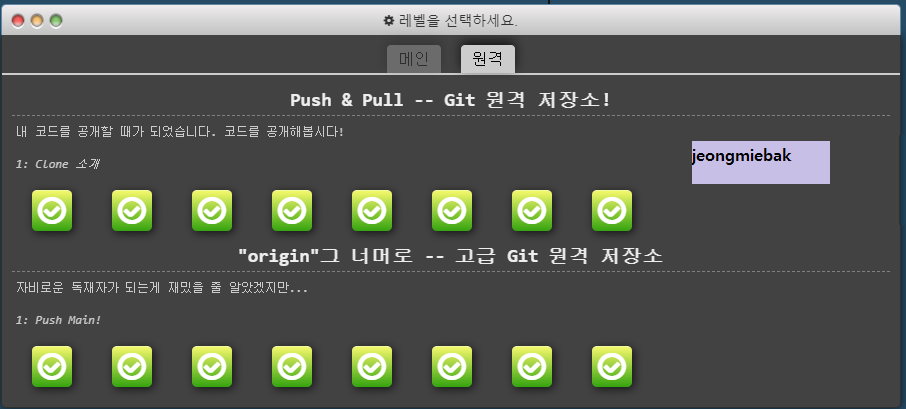 레벨을 선택하세요.
메인 원격
Push & Pull -- Git 원격 저장소!
내 코드를 공개할 때가 되었습니다. 코드를 공개해봅시다!
1: Clone 소개
jeongmiebak
"origin"그 너머로 -- 고급 Git 원격 저장소
자비로운 독재자가 되는게 재밌을 줄 알았겠지만...
1: Push Main!